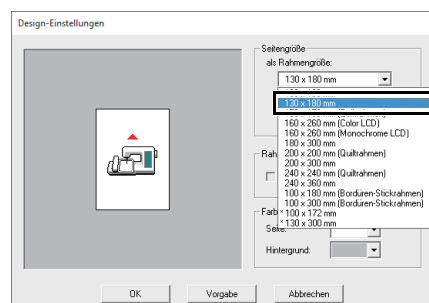 Design-Einstellungen
Seitengröße
als Rahmengröße:
130 x 180 mm
130 x 180 mm
160 x 260 mm (Color LCD)
160 x 260 mm (Monochrome LCD)
180 x 300 mm
200 x 200 mm (Quiltrahmen)
200 x 300 mm
240 x 240 mm (Quiltrahmen)
240 x 360 mm
100 x 180 mm (Bordüren-Stickrahmen)
100 x 300 mm (Bordüren-Stickrahmen)
* 100 x 172 mm
* 130 x 300 mm
Rah
Farb
Hintergrund:
OK
Vorgabe
Abbrechen